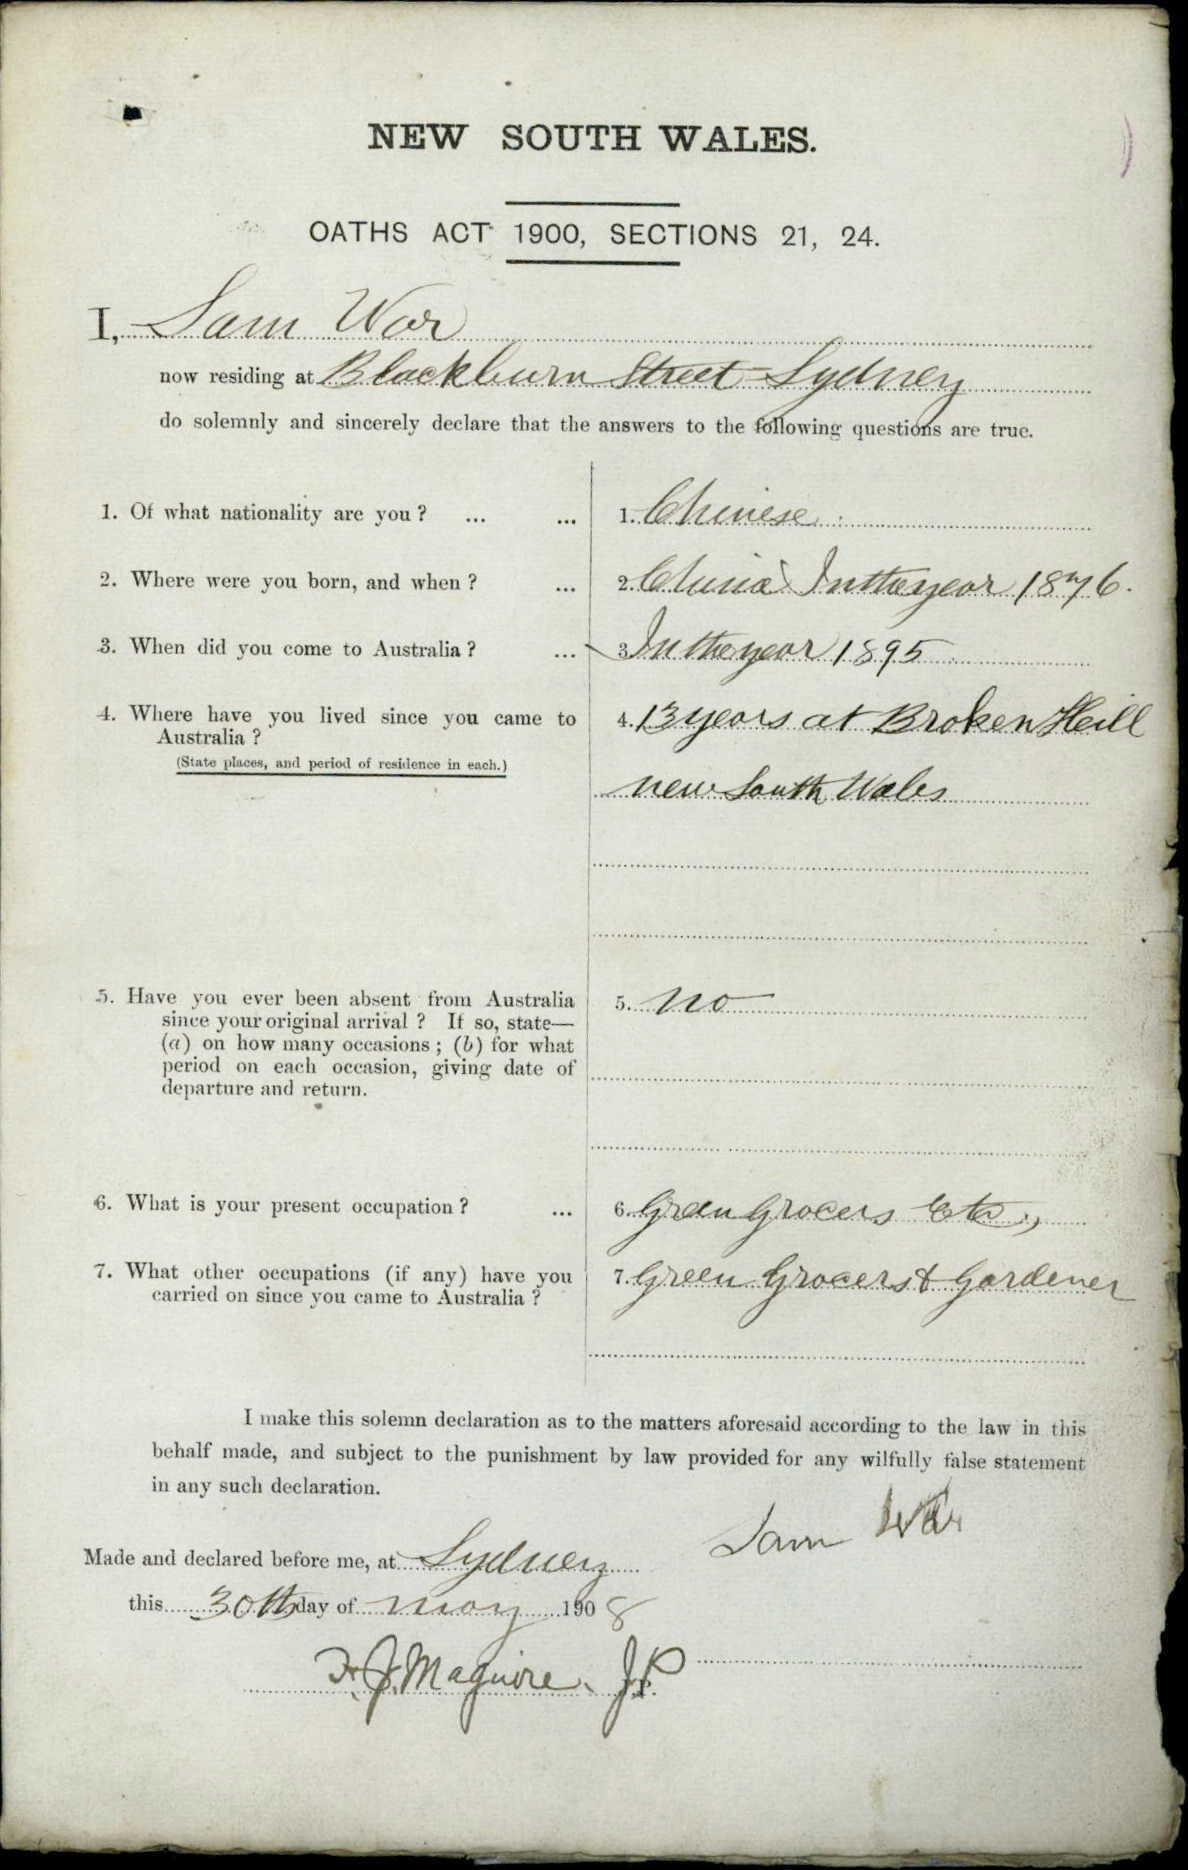 NEW SOUTH WALES.
OATHS ACT 1900, SECTIONS 21, 24.
I, Sam War
now residing at Blackburn Street Sydney
do solemnly and sincerely declare that the answers to the following questions are true.
1. Of what nationality are you? ... ... 1. Chinese
2. Where were you born, and when? ... 2. China In the year 1876.
3. When did you come to Australia? ... 3. In the year 1895
4. Where have you lived since you came to 4. 13 years at Broken Hill
Australia?
(State places, and period of residence in each.)
new South Wales
5. Have you ever been absent from Australia 5. no
since your original arrival? If so, state—
(a) on how many occasions; (b) for what
period on each occasion, giving date of
departure and return.
6. What is your present occupation? ... 6. Green Grocers Etc.,
7. What other occupations (if any) have you 7. Green Grocers & Gardener
carried on since you came to Australia?
I make this solemn declaration as to the matters aforesaid according to the law in this
behalf made, and subject to the punishment by law provided for any wilfully false statement
in any such declaration.
Sam War
Made and declared before me, at Sydney
this 30th day of may 1908
F. J. Maguire. J.P.